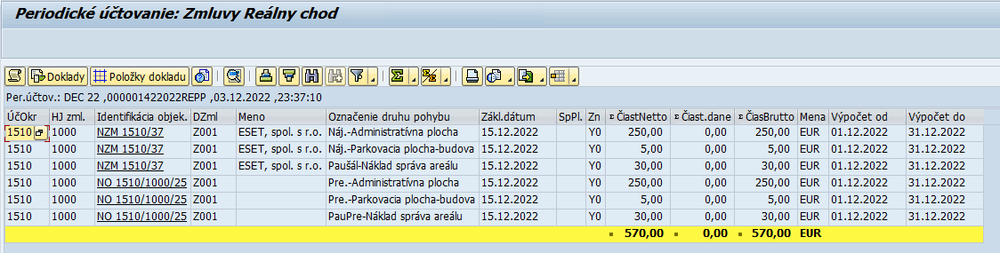 Periodické účtovanie: Zmluvy Reálny chod
Doklady Položky dokladu
Per.účtov.: DEC 22 ,000001422022REPP ,03.12.2022 ,23:37:10
ÚčOkr HJ zml. Identifikácia objek. DZml Meno Označenie druhu pohybu Zákl.dátum SpPl. Zn Σ ČiastNetto Σ Čiast.dane Σ ČiasBrutto Mena Výpočet od Výpočet do
1510 1000 NZM 1510/37 Z001 ESET, spol. s r.o. Náj.-Administratívna plocha 15.12.2022 Y0 250,00 0,00 250,00 EUR 01.12.2022 31.12.2022
1510 1000 NZM 1510/37 Z001 ESET, spol. s r.o. Náj.-Parkovacia plocha-budova 15.12.2022 Y0 5,00 0,00 5,00 EUR 01.12.2022 31.12.2022
1510 1000 NZM 1510/37 Z001 ESET, spol. s r.o. Paušál-Náklad správa areálu 15.12.2022 Y0 30,00 0,00 30,00 EUR 01.12.2022 31.12.2022
1510 1000 NO 1510/1000/25 Z001 Pre.-Administratívna plocha 15.12.2022 Y0 250,00 0,00 250,00 EUR 01.12.2022 31.12.2022
1510 1000 NO 1510/1000/25 Z001 Pre.-Parkovacia plocha-budova 15.12.2022 Y0 5,00 0,00 5,00 EUR 01.12.2022 31.12.2022
1510 1000 NO 1510/1000/25 Z001 PauPre-Náklad správa areálu 15.12.2022 Y0 30,00 0,00 30,00 EUR 01.12.2022 31.12.2022
570,00 0,00 570,00 EUR